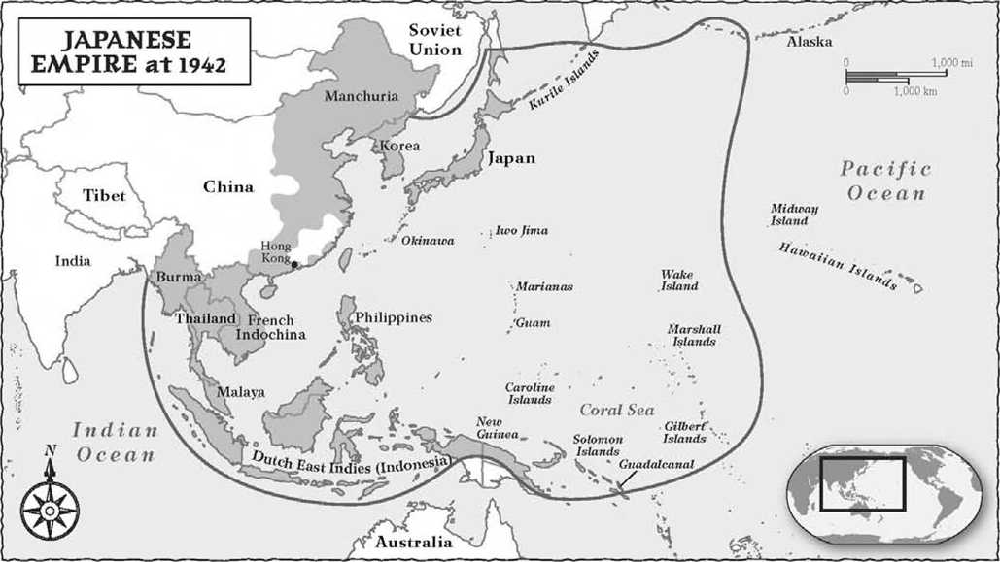 JAPANESE
EMPIRE at 1942
Soviet
Union
Alaska
0 1,000 mi
0 1,000 km
Manchuria
Kurile Islands
Korea
Japan
Pacific
Ocean
China
Tibet
Midway
Island
Okinawa
Iwo Jima
Hong
Kong
Hawaiian Islands
India
Burma
Wake
Island
Marianas
Thailand
French
Indochina
Philippines
Guam
Marshall
Islands
Malaya
Caroline
Islands
Coral Sea
Indian
Ocean
New
Guinea
Gilbert
Islands
Solomon
Islands
N
Dutch East Indies (Indonesia)
Guadalcanal
Australia